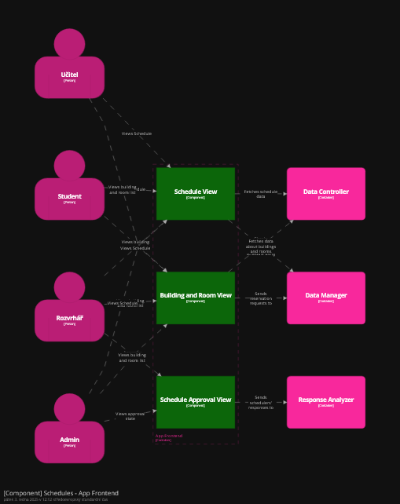 Učitel
[Person]
Views Schedule
Student
[Person]
Views building
and room list
Schedule View
[Component]
Fetches schedule
data
Data Controller
[Container]
Views building
Views Schedule
Fetches data
about buildings
and rooms
Rozvrhář
[Person]
Views Schedule
Building and Room View
[Component]
Sends
reservation
requests to
Data Manager
[Container]
Views building
and room list
Admin
[Person]
Views approval
state
Schedule Approval View
[Component]
Sends
schedulers'
responses to
Response Analyzer
[Container]
App Frontend
[Container]
[Component] Schedules - App Frontend